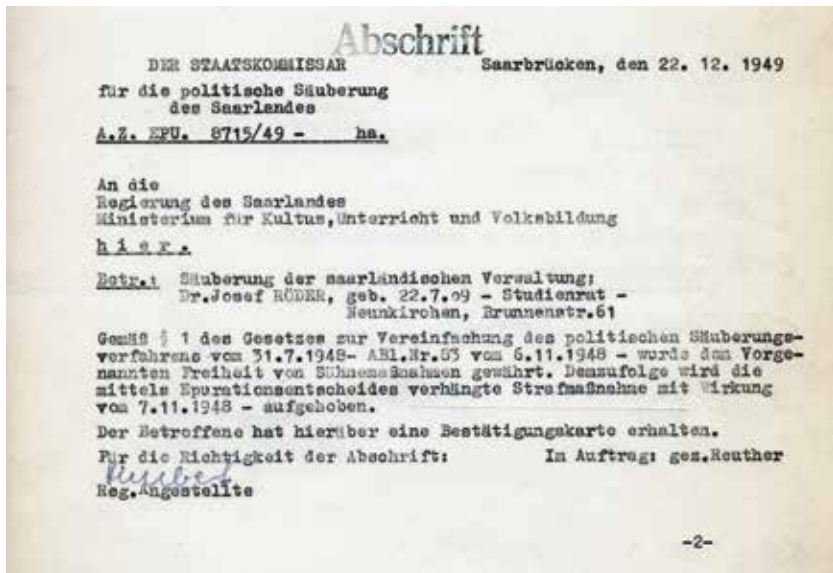 Abschrift
DER STAATSKOMMISSAR Saarbrücken, den 22. 12. 1949
für die politische Säuberung
des Saarlandes
A.Z. EPU. 8715/49 - ha.
An die
Regierung des Saarlandes
Ministerium für Kultus,Unterricht und Volksbildung
hier.
Betr.: Säuberung der saarländischen Verwaltung;
Dr.Josef RÖDER, geb. 22.7.09 - Studienrat -
Neunkirchen, Brunnenstr.61
Gemäß § 1 des Gesetzes zur Vereinfachung des politischen Säuberungs-
verfahrens vom 31.7.1948- ABl.Nr.83 vom 6.11.1948 - wurde dem Vorge-
nannten Freiheit von Sühnemaßnahmen gewährt. Demzufolge wird die
mittels Epurationsentscheides verhängte Strafmaßnahme mit Wirkung
vom 7.11.1948 - aufgehoben.
Der Betroffene hat hierüber eine Bestätigungskarte erhalten.
Für die Richtigkeit der Abschrift: Im Auftrag: gez.Reuther
Reg.Angestellte
-2-